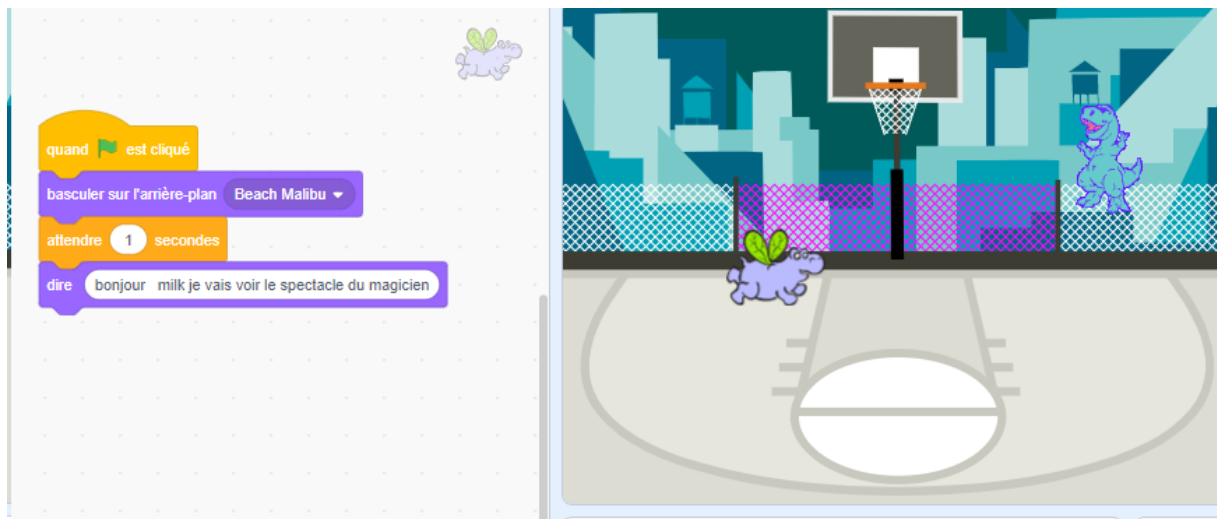 quand est cliqué
basculer sur l'arrière-plan Beach Malibu
attendre 1 secondes
dire bonjour milk je vais voir le spectacle du magicien